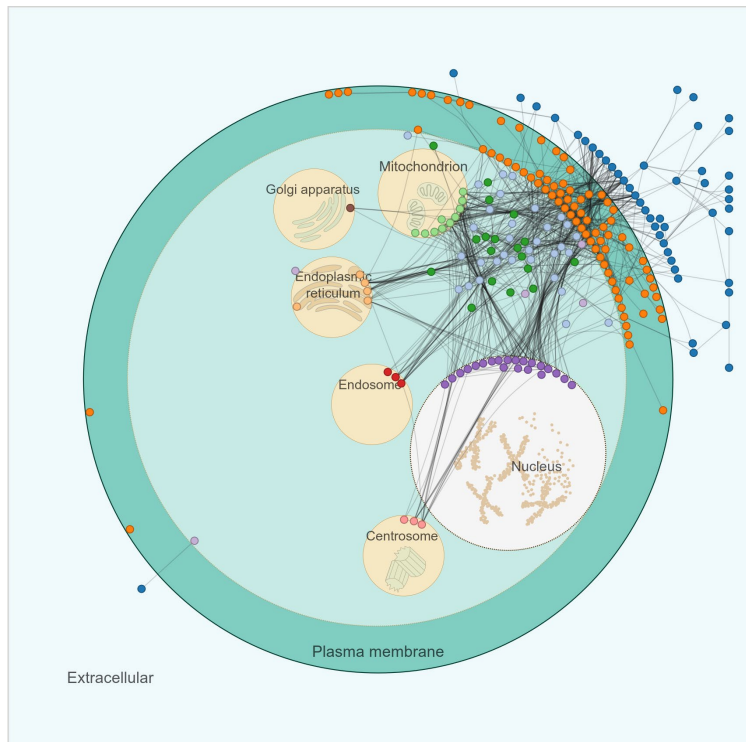 Mitochondrion
Golgi apparatus
Endoplasmic
reticulum
Endosome
Nucleus
Centrosome
Plasma membrane
Extracellular